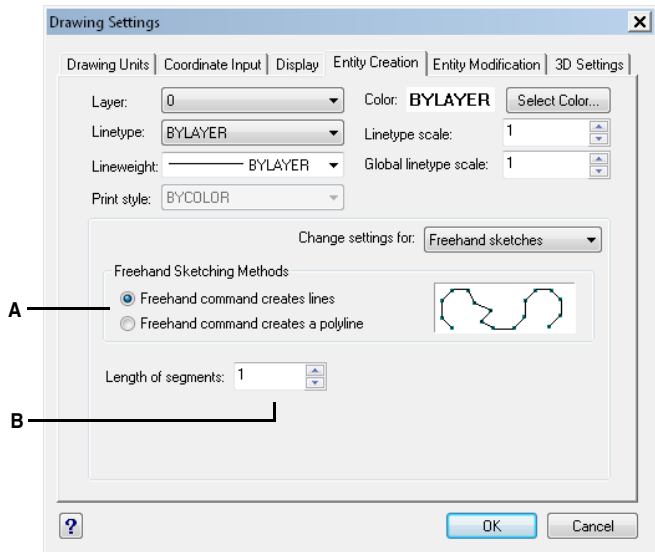 Drawing Settings
Drawing Units Coordinate Input Display Entity Creation Entity Modification 3D Settings
Layer: 0 Color: BYLAYER Select Color...
Linetype: BYLAYER Linetype scale: 1
Lineweight: BYLAYER Global linetype scale: 1
Print style: BYCOLOR
Change settings for: Freehand sketches
Freehand Sketching Methods
A Freehand command creates lines
Freehand command creates a polyline
Length of segments: 1
B
? OK Cancel